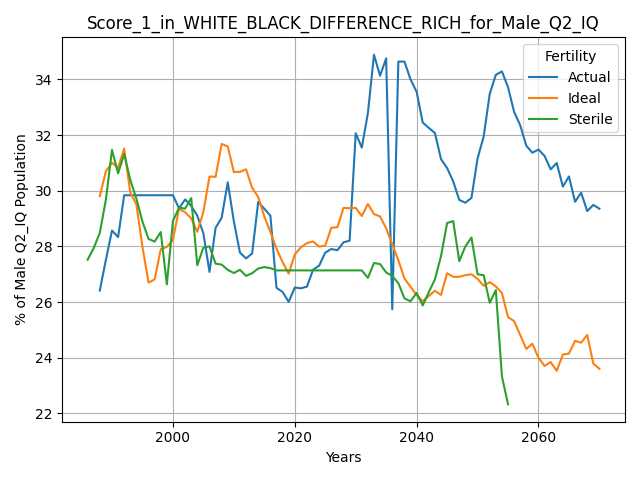 Score_1_in_WHITE_BLACK_DIFFERENCE_RICH_for_Male_Q2_IQ
Fertility
Actual
Ideal
Sterile
% of Male Q2_IQ Population
34
32
30
28
26
24
22
2000
2020
2040
2060
Years